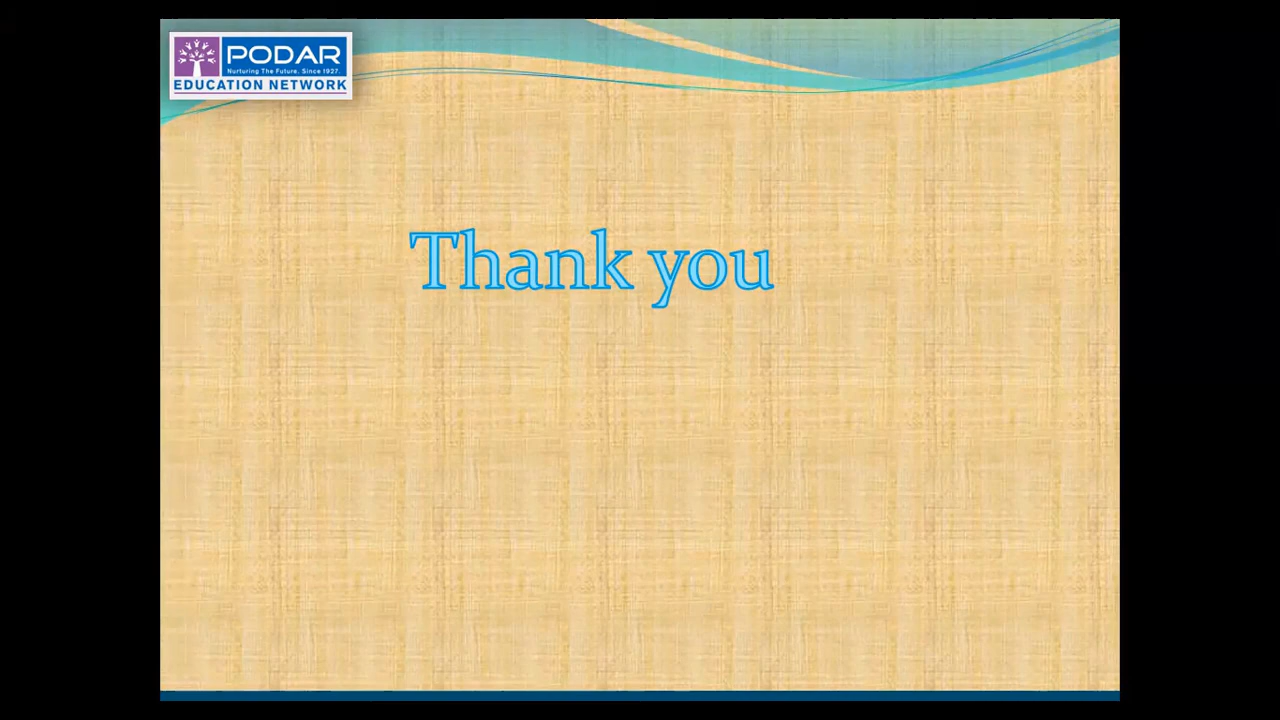 PODAR
Nurturing The Future. Since 1927.
EDUCATION NETWORK
Thank you